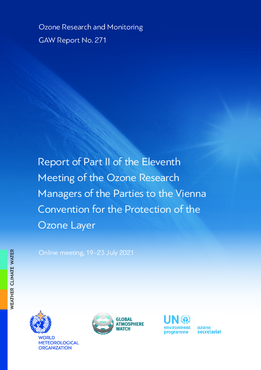 Ozone Research and Monitoring
GAW Report No. 271
Report of Part II of the Eleventh
Meeting of the Ozone Research
Managers of the Parties to the Vienna
Convention for the Protection of the
Ozone Layer
Online meeting, 19–23 July 2021
WEATHER CLIMATE WATER
WORLD
METEOROLOGICAL
ORGANIZATION
GLOBAL
ATMOSPHERE
WATCH
UN
environment
programme
ozone
secretariat